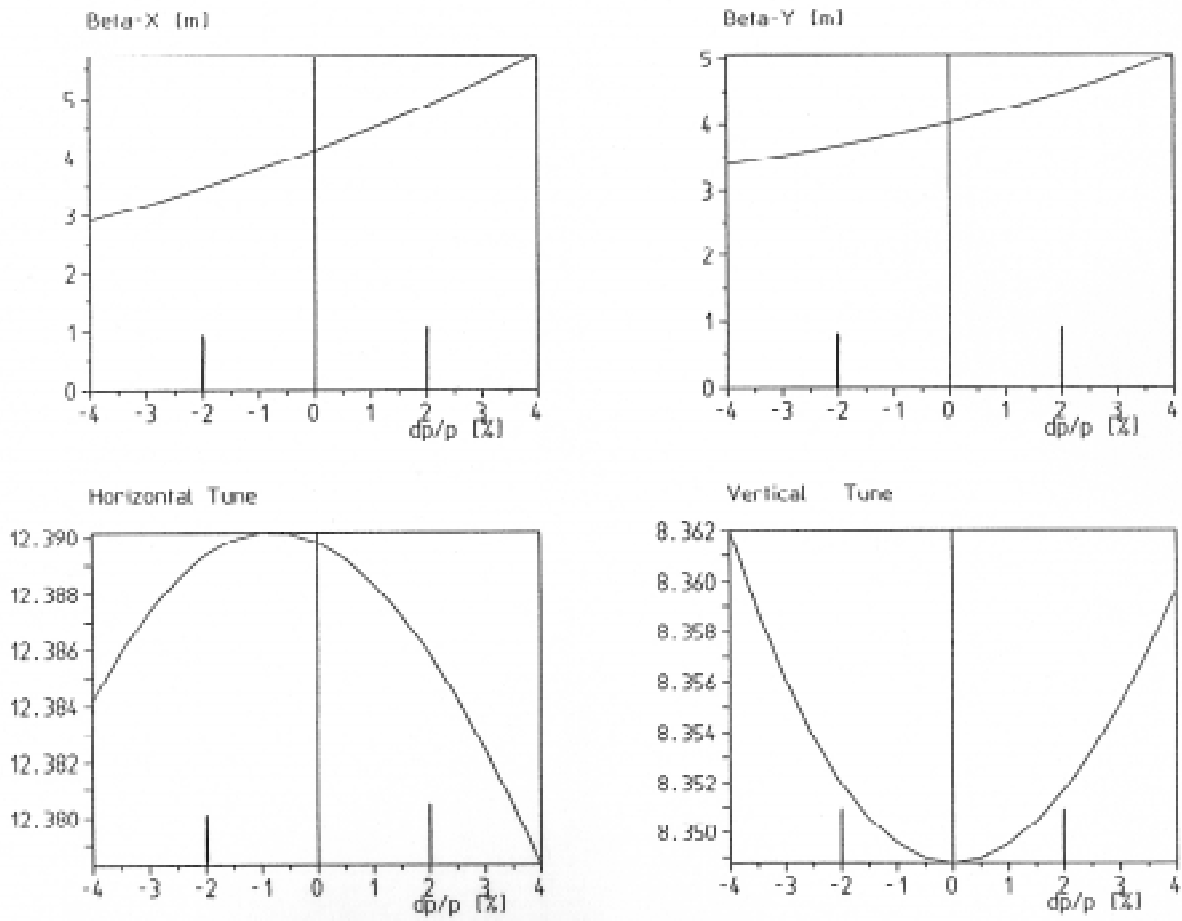 Beta-X [m]
5
4
3
2
1
0
-4 -3 -2 -1 0 1 2 3 4
dp/p [%]
Beta-Y [m]
5
4
3
2
1
0
-4 -3 -2 -1 0 1 2 3 4
dp/p [%]
Horizontal Tune
12.390
12.388
12.386
12.384
12.382
12.380
-4 -3 -2 -1 0 1 2 3 4
dp/p [%]
Vertical Tune
8.362
8.360
8.358
8.356
8.354
8.352
8.350
-4 -3 -2 -1 0 1 2 3 4
dp/p [%]